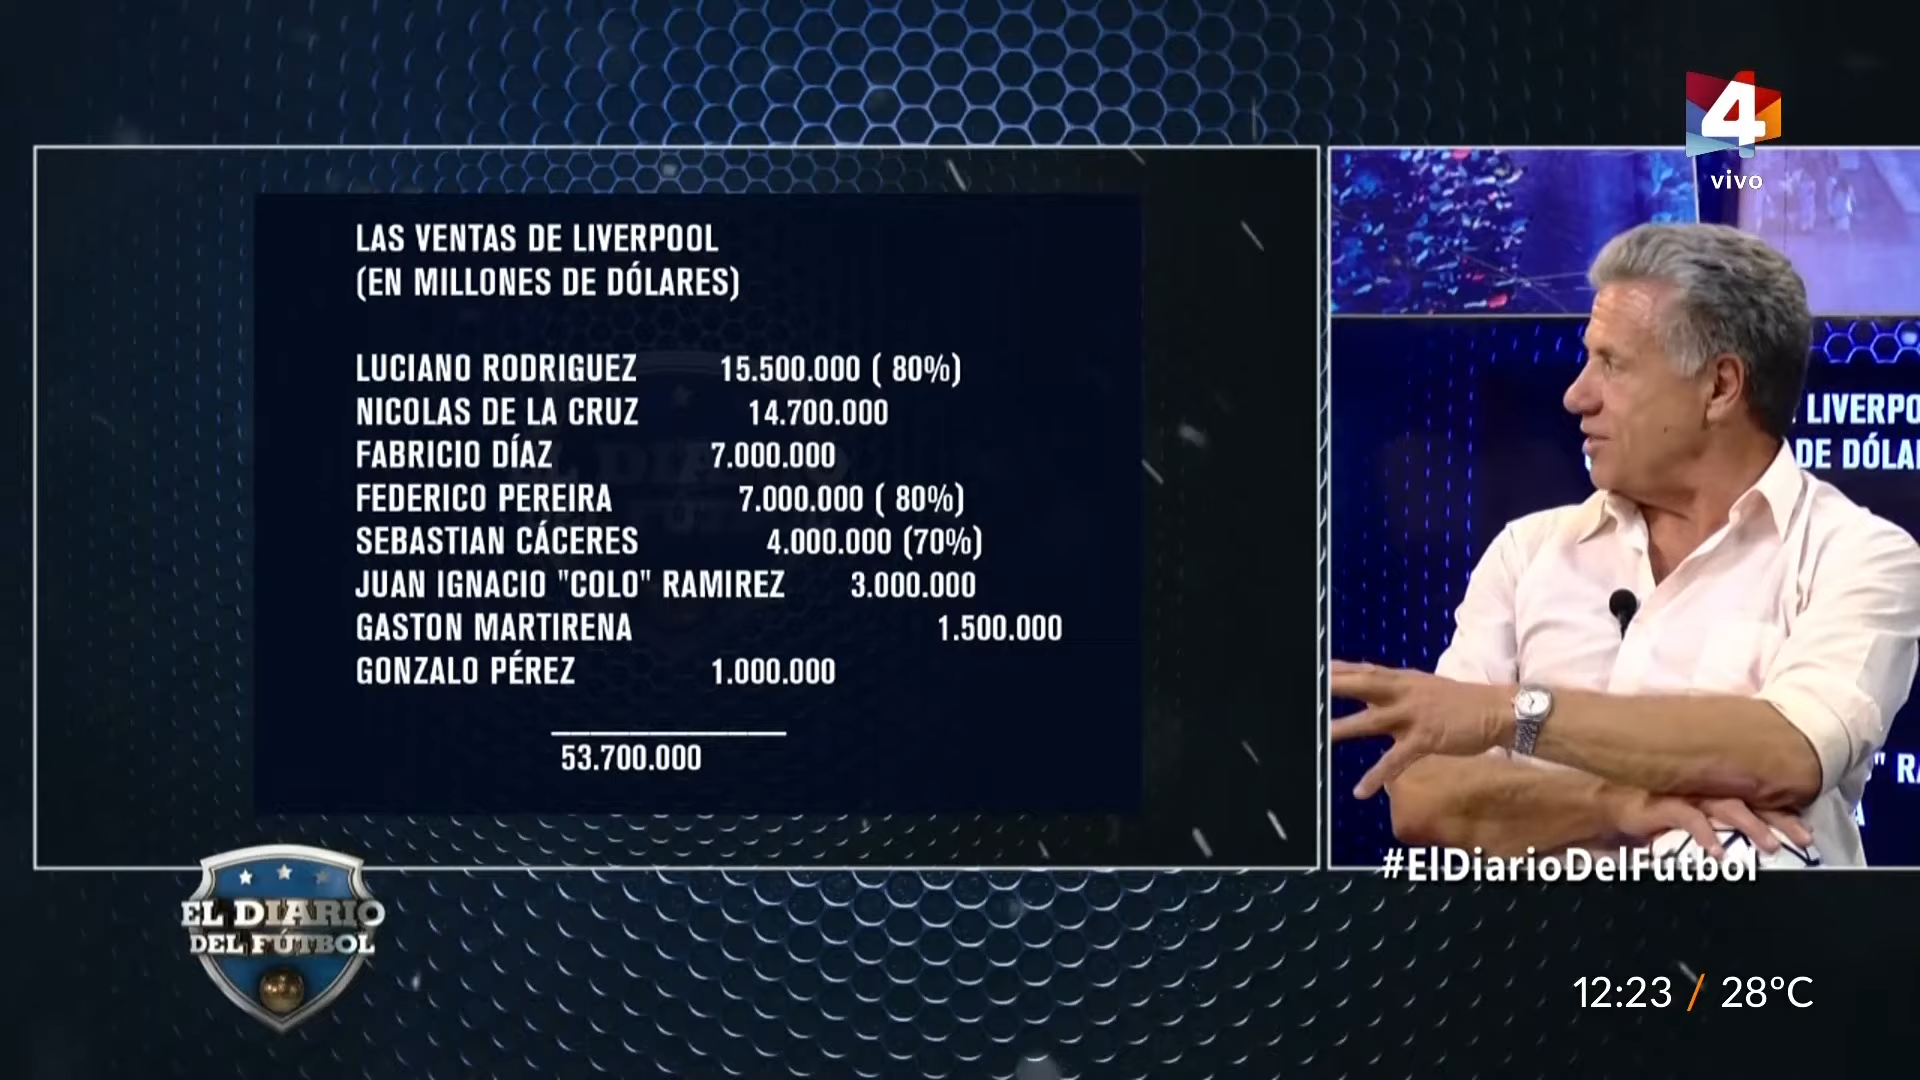 4
vivo
LAS VENTAS DE LIVERPOOL
(EN MILLONES DE DÓLARES)
LUCIANO RODRIGUEZ 15.500.000 ( 80%)
NICOLAS DE LA CRUZ 14.700.000
FABRICIO DÍAZ 7.000.000
FEDERICO PEREIRA 7.000.000 ( 80%)
SEBASTIAN CÁCERES 4.000.000 (70%)
JUAN IGNACIO "COLO" RAMIREZ 3.000.000
GASTON MARTIRENA 1.500.000
GONZALO PÉREZ 1.000.000
53.700.000
LIVERPO
DE DÓLA
" RA
#ElDiarioDelFútbol
EL DIARIO
DEL FÚTBOL
12:23 / 28°C